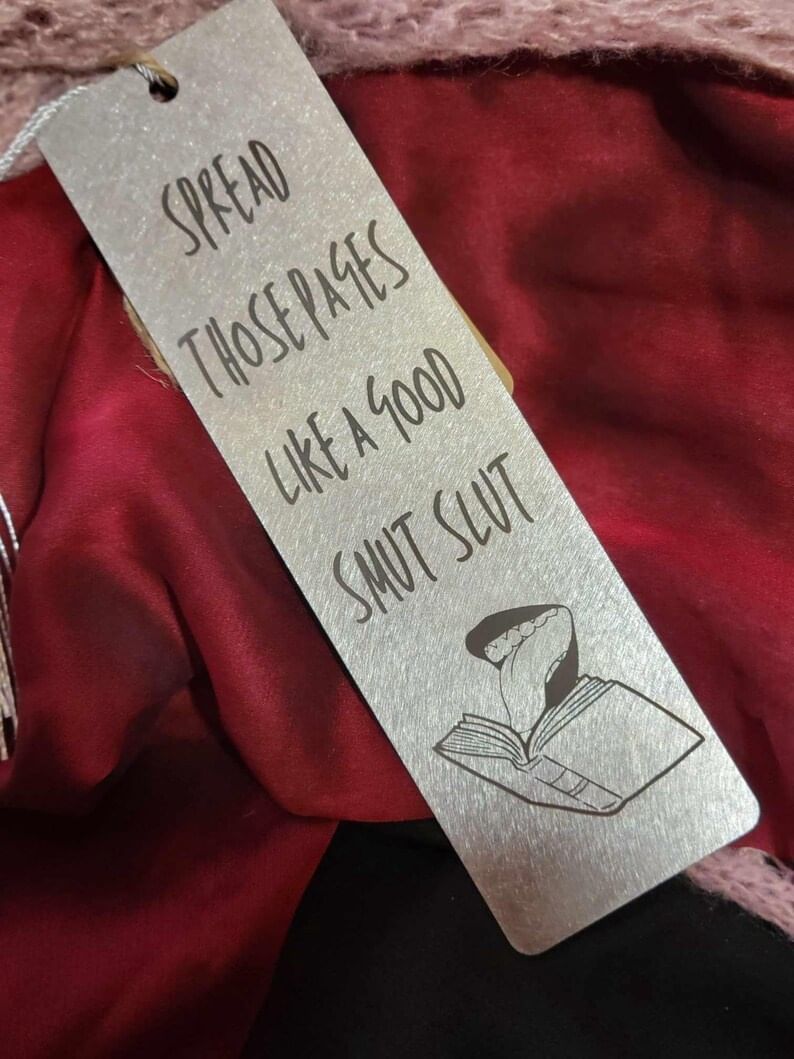 SPREAD
THOSE PAGES
LIKE A GOOD
SMUT SLUT